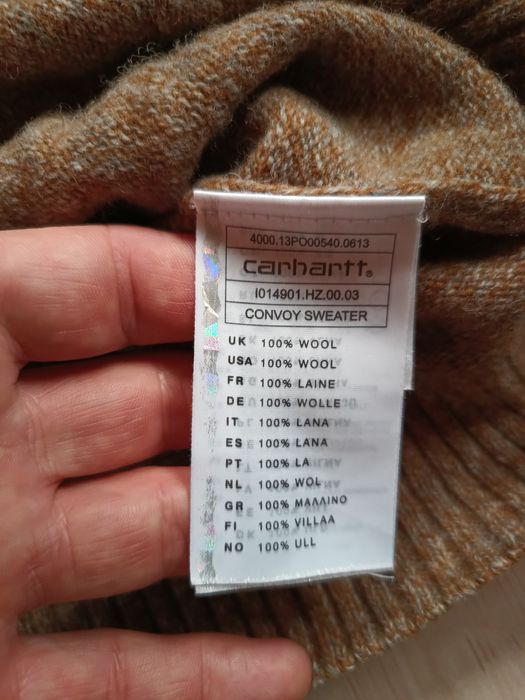 4000.13PO00540.0613
carhartt®
I014901.HZ.00.03
CONVOY SWEATER
UK 100% WOOL
USA 100% WOOL
FR 100% LAINE
DE 100% WOLLE
IT 100% LANA
ES 100% LANA
PT 100% LA
NL 100% WOL
GR 100% ΜΑΛΛΙΝΟ
FI 100% VILLAA
NO 100% ULL